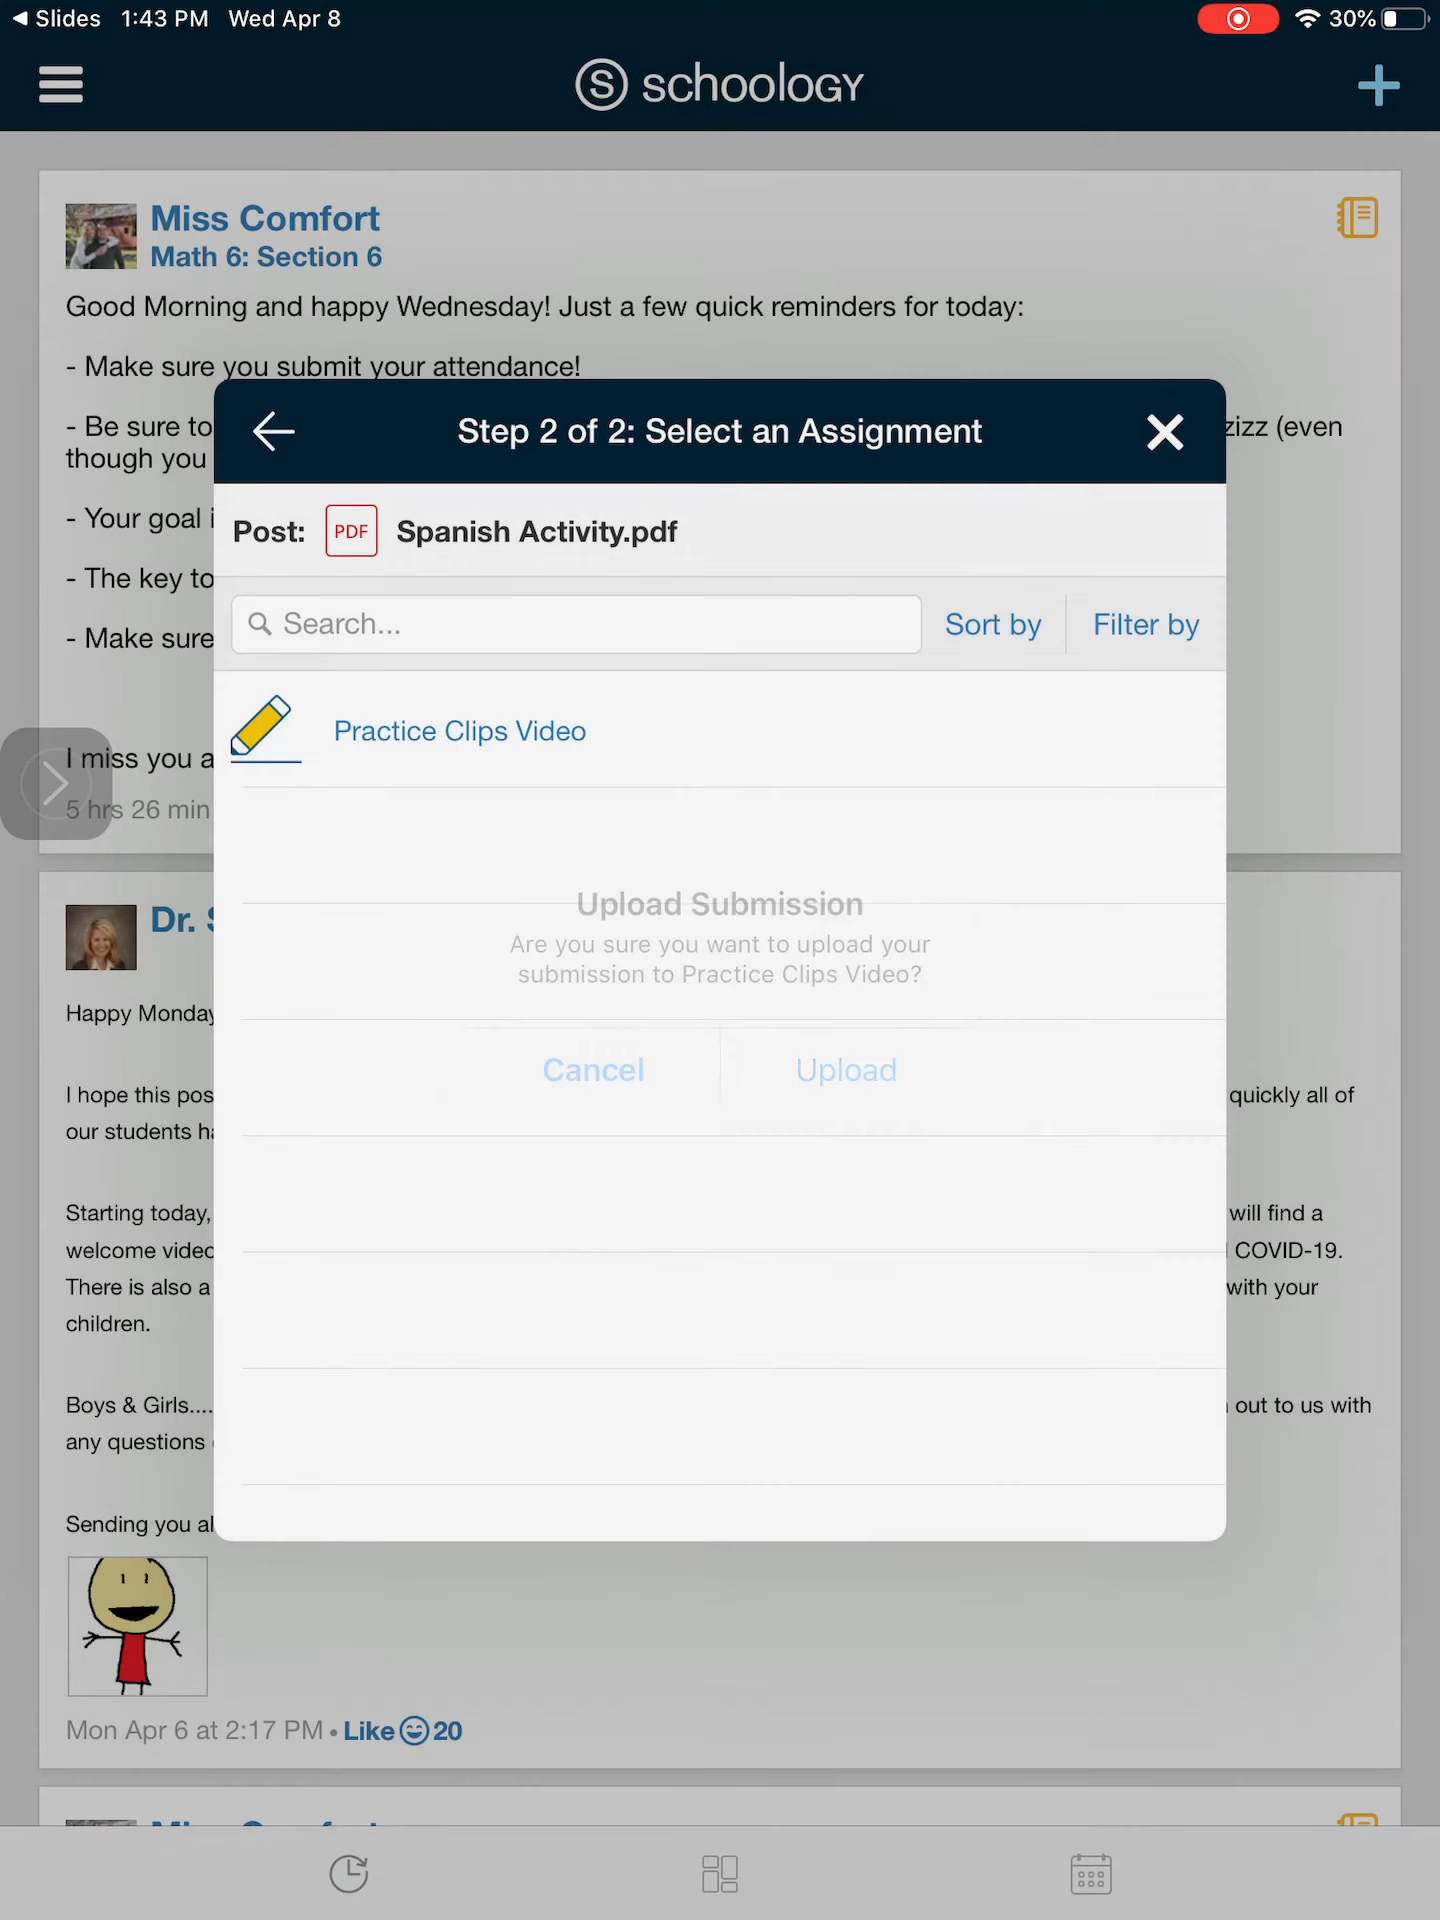 Slides 1:43 PM Wed Apr 8 30%
S schoology
Miss Comfort
Math 6: Section 6
Good Morning and happy Wednesday! Just a few quick reminders for today:
- Make sure you submit your attendance!
- Be sure to zizz (even
though you
- Your goal i
- The key to
- Make sure
I miss you a
5 hrs 26 min
Step 2 of 2: Select an Assignment
Post: PDF Spanish Activity.pdf
Search... Sort by Filter by
Practice Clips Video
Upload Submission
Are you sure you want to upload your
submission to Practice Clips Video?
Cancel Upload
Dr.
Happy Monday
I hope this pos quickly all of
our students ha
Starting today, will find a
welcome video COVID-19.
There is also a with your
children.
Boys & Girls.... out to us with
any questions
Sending you al
Mon Apr 6 at 2:17 PM • Like 20